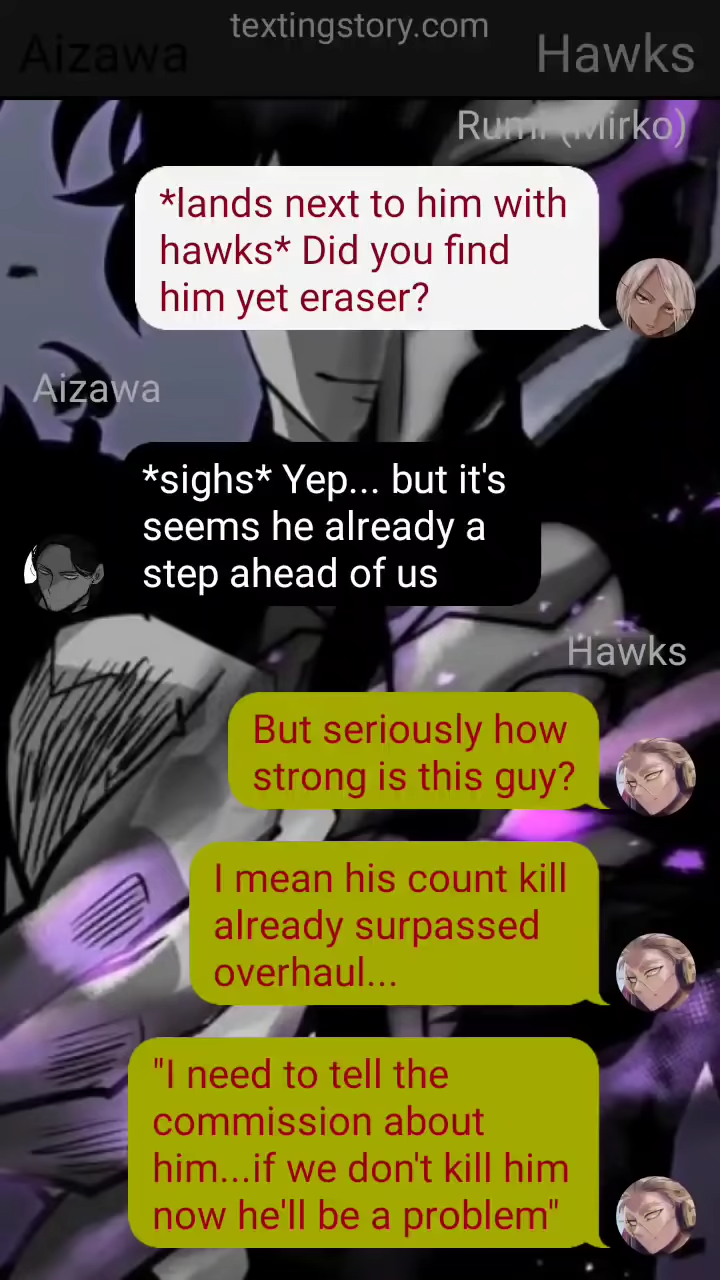 textingstory.com
Aizawa
Hawks
Rumi (Mirko)
*lands next to him with
hawks* Did you find
him yet eraser?
Aizawa
*sighs* Yep... but it's
seems he already a
step ahead of us
Hawks
But seriously how
strong is this guy?
I mean his count kill
already surpassed
overhaul...
"I need to tell the
commission about
him...if we don't kill him
now he'll be a problem"